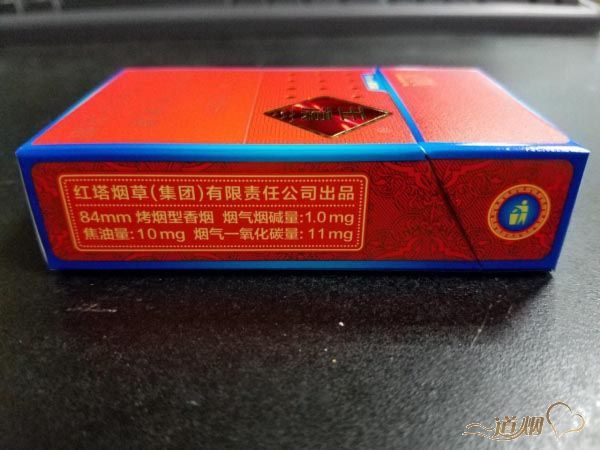 红塔烟草(集团)有限责任公司出品
84mm 烤烟型香烟 烟气烟碱量:1.0mg
焦油量:10mg 烟气一氧化碳量:11mg
一道烟